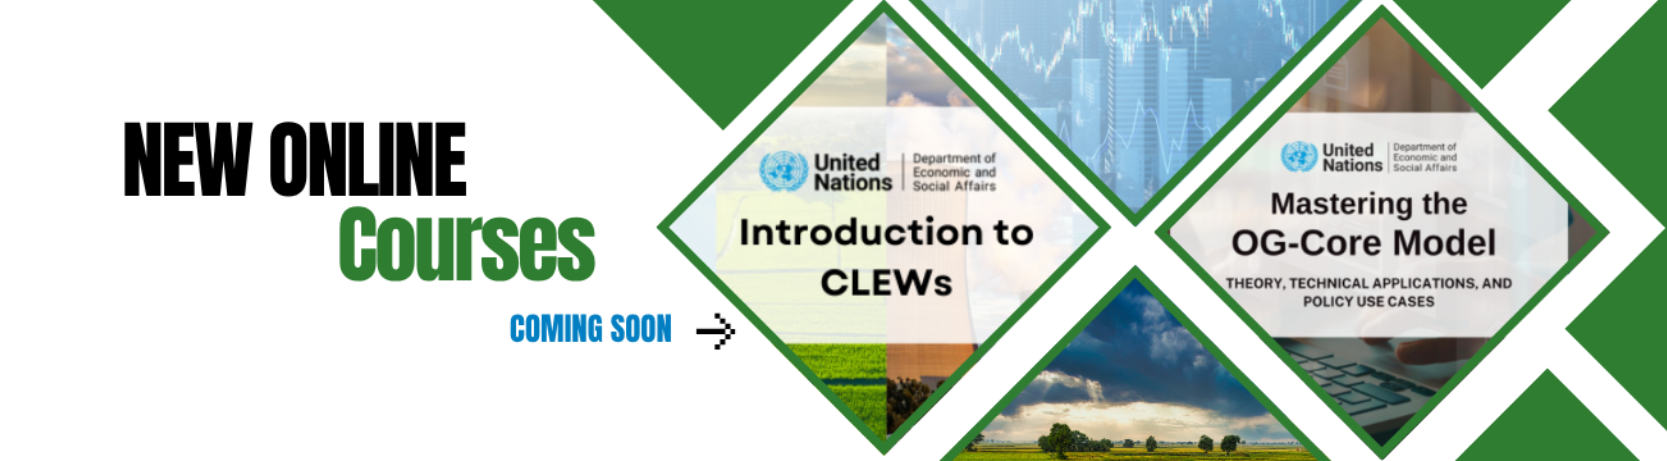 NEW ONLINE
Courses
COMING SOON
United
Nations
Department of
Economic and
Social Affairs
Introduction to
CLEWs
United
Nations
Department of
Economic and
Social Affairs
Mastering the
OG-Core Model
THEORY, TECHNICAL APPLICATIONS, AND
POLICY USE CASES